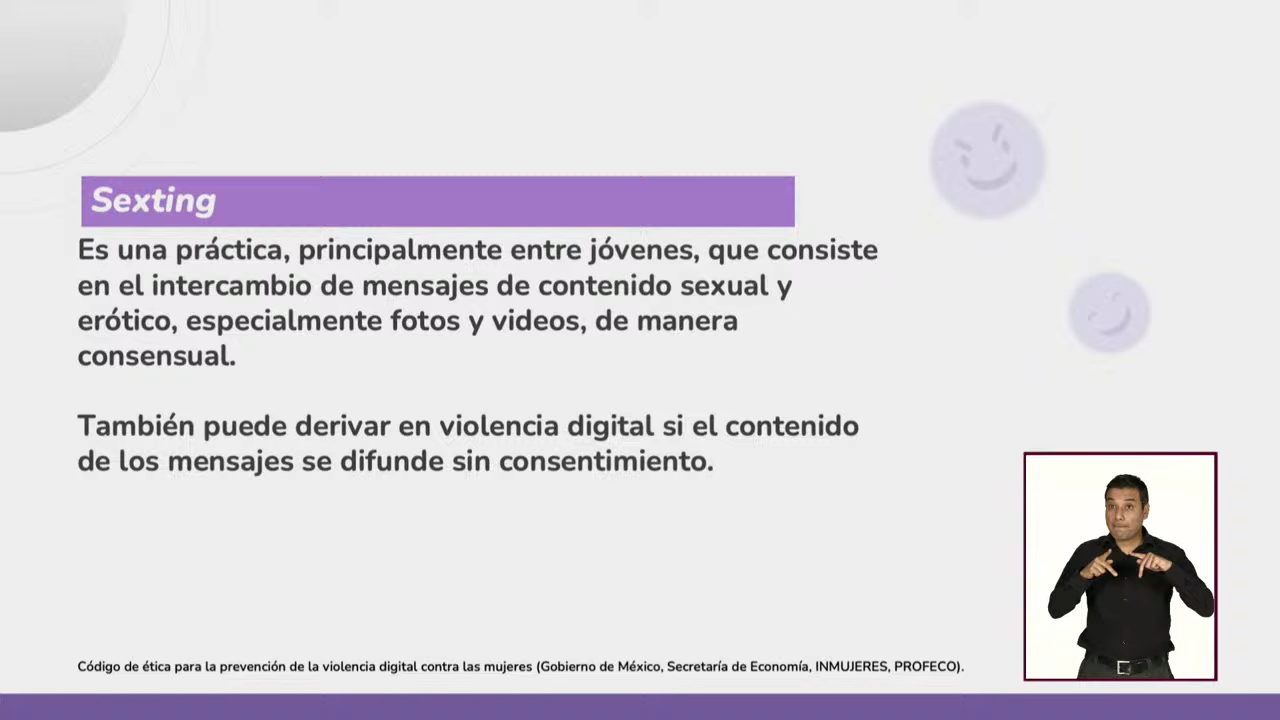 Sexting
Es una práctica, principalmente entre jóvenes, que consiste
en el intercambio de mensajes de contenido sexual y
erótico, especialmente fotos y videos, de manera
consensual.
También puede derivar en violencia digital si el contenido
de los mensajes se difunde sin consentimiento.
Código de ética para la prevención de la violencia digital contra las mujeres (Gobierno de México, Secretaría de Economía, INMUJERES, PROFECO).